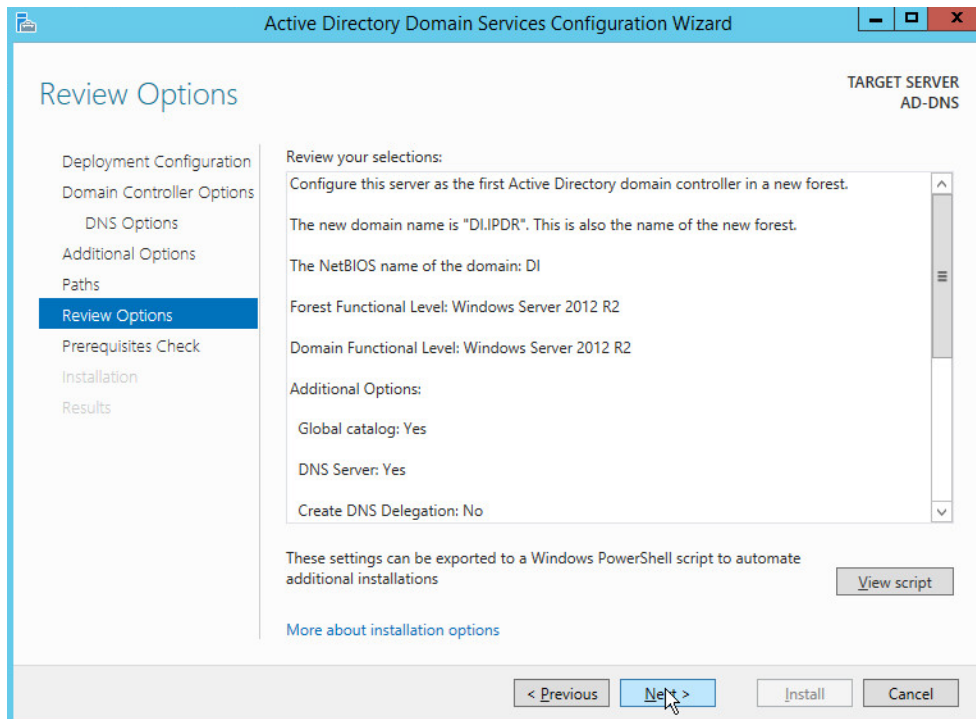 Active Directory Domain Services Configuration Wizard
Review Options
TARGET SERVER
AD-DNS
Deployment Configuration
Domain Controller Options
DNS Options
Additional Options
Paths
Review Options
Prerequisites Check
Installation
Results
Review your selections:
Configure this server as the first Active Directory domain controller in a new forest.
The new domain name is "DI.IPDR". This is also the name of the new forest.
The NetBIOS name of the domain: DI
Forest Functional Level: Windows Server 2012 R2
Domain Functional Level: Windows Server 2012 R2
Additional Options:
Global catalog: Yes
DNS Server: Yes
Create DNS Delegation: No
These settings can be exported to a Windows PowerShell script to automate
additional installations
View script
More about installation options
< Previous
Next >
Install
Cancel